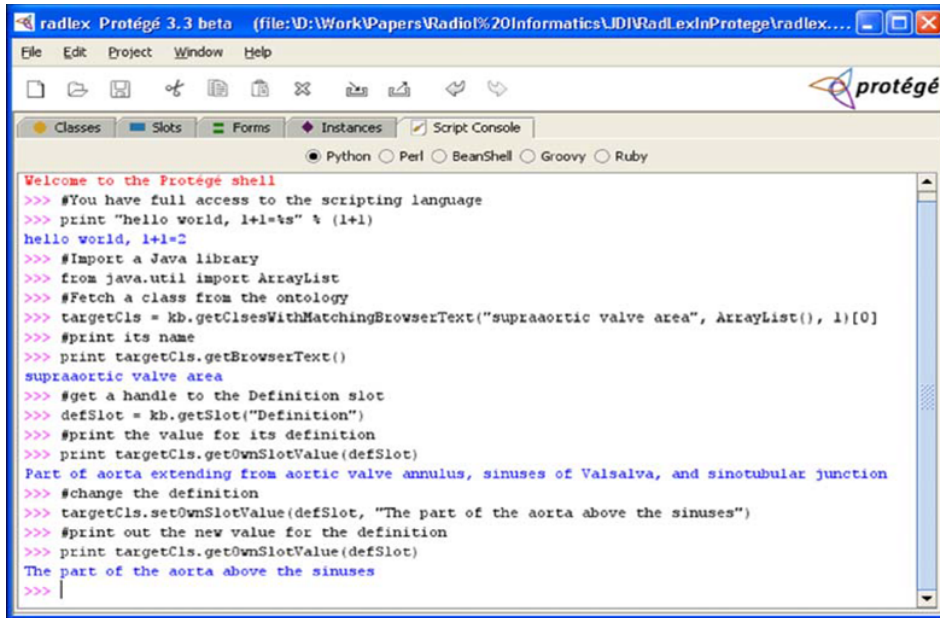 radlex Protégé 3.3 beta (file:\D:\Work\Papers\Radiol%20Informatics\JDI\RadLexInProtege\radlex....
File Edit Project Window Help
protégé
Classes Slots Forms Instances Script Console
Python Perl BeanShell Groovy Ruby
Welcome to the Protégé shell
>>> #You have full access to the scripting language
>>> print "hello world, 1+1=%s" % (1+1)
hello world, 1+1=2
>>> #Import a Java library
>>> from java.util import ArrayList
>>> #Fetch a class from the ontology
>>> targetCls = kb.getClsesWithMatchingBrowserText("supraaortic valve area", ArrayList(), 1)[0]
>>> #print its name
>>> print targetCls.getBrowserText()
supraaortic valve area
>>> #get a handle to the Definition slot
>>> defSlot = kb.getSlot("Definition")
>>> #print the value for its definition
>>> print targetCls.getOwnSlotValue(defSlot)
Part of aorta extending from aortic valve annulus, sinuses of Valsalva, and sinotubular junction
>>> #change the definition
>>> targetCls.setOwnSlotValue(defSlot, "The part of the aorta above the sinuses")
>>> #print out the new value for the definition
>>> print targetCls.getOwnSlotValue(defSlot)
The part of the aorta above the sinuses
>>>